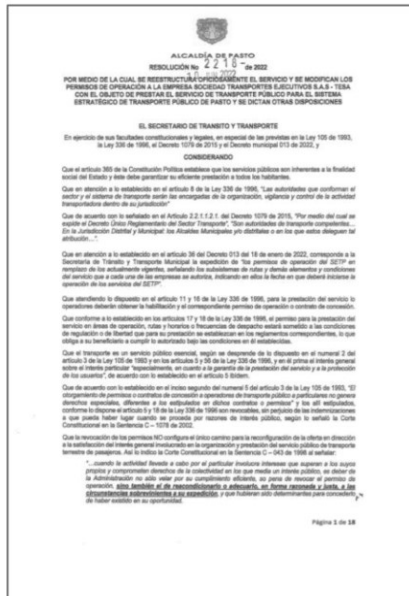 ALCALDÍA DE PASTO
RESOLUCIÓN No 2216 - de 2022
POR MEDIO DE LA CUAL SE REESTRUCTURA OFICIOSAMENTE EL SERVICIO Y SE MODIFICAN LOS
PERMISOS DE OPERACIÓN A LA EMPRESA SOCIEDAD TRANSPORTES EJECUTIVOS S.A.S - TESA
CON EL OBJETO DE PRESTAR EL SERVICIO DE TRANSPORTE PÚBLICO PARA EL SISTEMA
ESTRATÉGICO DE TRANSPORTE PÚBLICO DE PASTO Y SE DICTAN OTRAS DISPOSICIONES
EL SECRETARIO DE TRANSITO Y TRANSPORTE
En ejercicio de sus facultades constitucionales y legales, en especial de las previstas en la Ley 105 de 1993,
la Ley 336 de 1996, el Decreto 1079 de 2015 y el Decreto municipal 013 de 2022, y
CONSIDERANDO
Que el artículo 365 de la Constitución Política establece que los servicios públicos son inherentes a la finalidad
social del Estado y éste debe garantizar su eficiente prestación a todos los habitantes.
Que en atención a lo establecido en el artículo 8 de la Ley 336 de 1996, "Las autoridades que conforman el
sector y el sistema de transporte serán las encargadas de la organización, vigilancia y control de la actividad
transportadora dentro de su jurisdicción"
Que de acuerdo con lo señalado en el Artículo 2.2.1.1.2.1. del Decreto 1079 de 2015, "Por medio del cual se
expide el Decreto Único Reglamentario del Sector Transporte", "Son autoridades de transporte competentes...
En la Jurisdicción Distrital y Municipal: los Alcaldes Municipales y/o distritales o en los que estos deleguen tal
atribución...".
Que en atención a lo establecido en el artículo 38 del Decreto 013 del 18 de enero de 2022, corresponde a la
Secretaría de Tránsito y Transporte Municipal la expedición de "los permisos de operación del SETP en
remplazo de los actualmente vigentes, señalando los subsistemas de rutas y demás elementos y condiciones
del servicio que a cada una de las empresas se autoriza, indicando en ellos la fecha en que deberá iniciarse la
operación de los servicios del SETP".
Que atendiendo lo dispuesto en el artículo 11 y 18 de la Ley 336 de 1996, para la prestación del servicio lo
operadores deberán obtener la habilitación y el correspondiente permiso de operación o contrato de concesión.
Que conforme a lo establecido en los artículos 17 y 18 de la Ley 336 de 1996, el permiso para la prestación del
servicio en áreas de operación, rutas y horarios o frecuencias de despacho estará sometido a las condiciones
de regulación o de libertad que para su prestación se establezcan en los reglamentos correspondientes, lo que
obliga a su beneficiario a cumplir lo autorizado bajo las condiciones en él establecidas.
Que el transporte es un servicio público esencial, según se desprende de lo dispuesto en el numeral 2 del
artículo 3 de la Ley 105 de 1993 y en los artículos 5 y 56 de la Ley 336 de 1996, y en él prima el interés general
sobre el interés particular "especialmente, en cuanto a la garantía de la prestación del servicio y a la protección
de los usuarios", de acuerdo con lo establecido en el artículo 5 ibidem.
Que de acuerdo con lo establecido en el inciso segundo del numeral 5 del artículo 3 de la Ley 105 de 1993, "El
otorgamiento de permisos o contratos de concesión a operadores de transporte público a particulares no genera
derechos especiales, diferentes a los estipulados en dichos contratos o permisos" y los allí estipulados,
conforme lo dispone el artículo 5 y 18 de la Ley 336 de 1996 son revocables, sin perjuicio de las indemnizaciones
a que pueda haber lugar cuando se proceda por razones de interés público, según lo señaló la Corte
Constitucional en la Sentencia C – 1078 de 2002.
Que la revocación de los permisos NO configura el único camino para la reconfiguración de la oferta en dirección
a la satisfacción del interés general involucrado en la organización y prestación del servicio público de transporte
terrestre de pasajeros. Así lo indicó la Corte Constitucional en la Sentencia C – 043 de 1998 al señalar:
"...cuando la actividad llevada a cabo por el particular involucra intereses que superan a los suyos
propios y comprometen derechos de la colectividad en los que media un interés público, es deber de
la Administración no sólo velar por su cumplimiento eficiente, so pena de revocar el permiso de
operación, sino también el de reacondicionarlo o adecuarlo, en forma razonada y justa, a las
circunstancias sobrevinientes a su expedición, y que hubieran sido determinantes para concederlo
de haber existido en su oportunidad.
Página 1 de 18